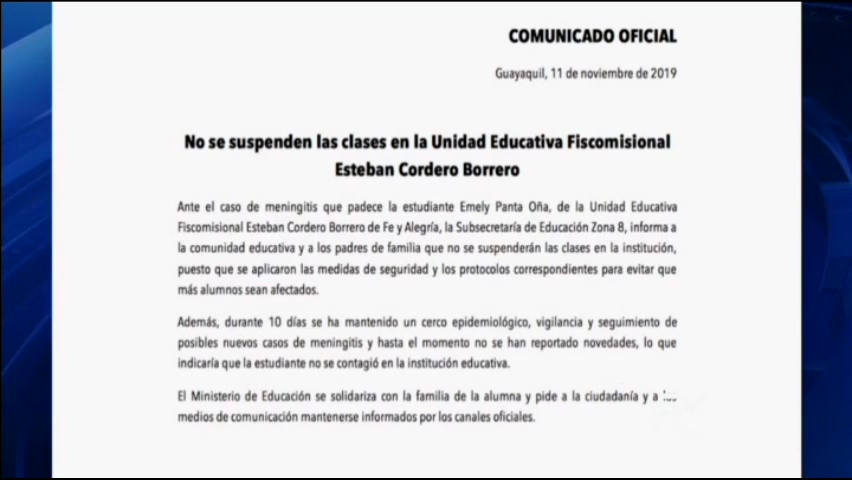 COMUNICADO OFICIAL
Guayaquil, 11 de noviembre de 2019
No se suspenden las clases en la Unidad Educativa Fiscomisional
Esteban Cordero Borrero
Ante el caso de meningitis que padece la estudiante Emely Panta Oña, de la Unidad Educativa
Fiscomisional Esteban Cordero Borrero de Fe y Alegría, la Subsecretaría de Educación Zona 8, informa a
la comunidad educativa y a los padres de familia que no se suspenderán las clases en la institución,
puesto que se aplicaron las medidas de seguridad y los protocolos correspondientes para evitar que
más alumnos sean afectados.
Además, durante 10 días se ha mantenido un cerco epidemiológico, vigilancia y seguimiento de
posibles nuevos casos de meningitis y hasta el momento no se han reportado novedades, lo que
indicaría que la estudiante no se contagió en la institución educativa.
El Ministerio de Educación se solidariza con la familia de la alumna y pide a la ciudadanía y a
medios de comunicación mantenerse informados por los canales oficiales.